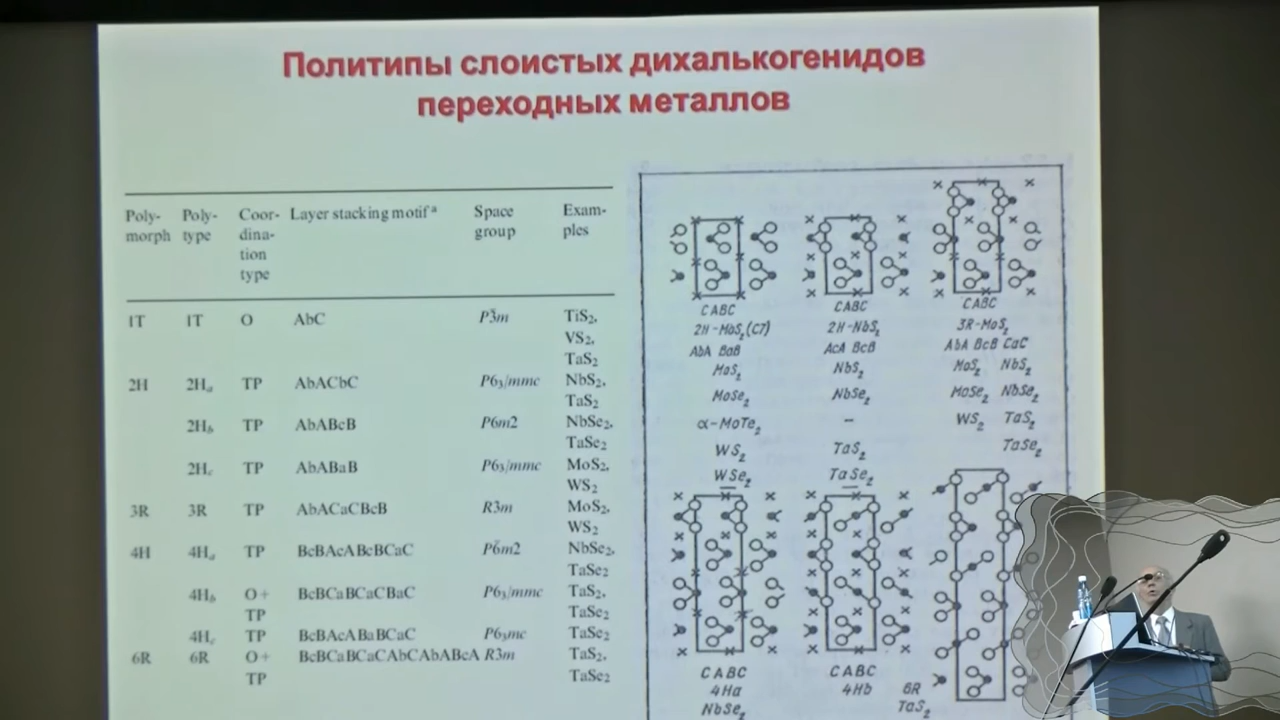 Политипы слоистых дихалькогенидов
переходных металлов
Poly- Poly- Coor- Layer stacking motif ᵃ Space Exam-
morph type dina- group ples
tion
type
1T 1T O AbC P3̄m TiS₂,
VS₂,
TaS₂
2H 2Hₐ TP AbACbC P6₃/mmc NbS₂,
TaS₂
2H_b TP AbABcB P6m2 NbSe₂,
TaSe₂
2H_c TP AbABaB P6₃/mmc MoS₂,
WS₂
3R 3R TP AbACaCBcB R3m MoS₂,
WS₂
4H 4Hₐ TP BcBAcABcBCaC P6̄m2 NbSe₂,
TaSe₂
4H_b O+ BcBCaBCaCBaC P6₃/mmc TaS₂,
TP TaSe₂
4H_c TP BcBAcABaBCaC P6₃mc TaSe₂
6R 6R O+ BcBCaBCaCAbCAbABcA R3m TaS₂,
TP TaSe₂
CABC CABC CABC
2H-MoS₂(C7) 2H-NbS₂ 3R-MoS₂
AbA BaB AcA BcB AbA BcB CaC
MoS₂ NbS₂ MoS₂ NbS₂
MoSe₂ NbSe₂ MoSe₂ NbSe₂
α-MoTe₂ – WS₂ TaS₂
WS₂ TaS₂ TaSe₂
WSe₂ TaSe₂
CABC CABC
4Ha 4Hb 6R
NbSe₂ TaS₂